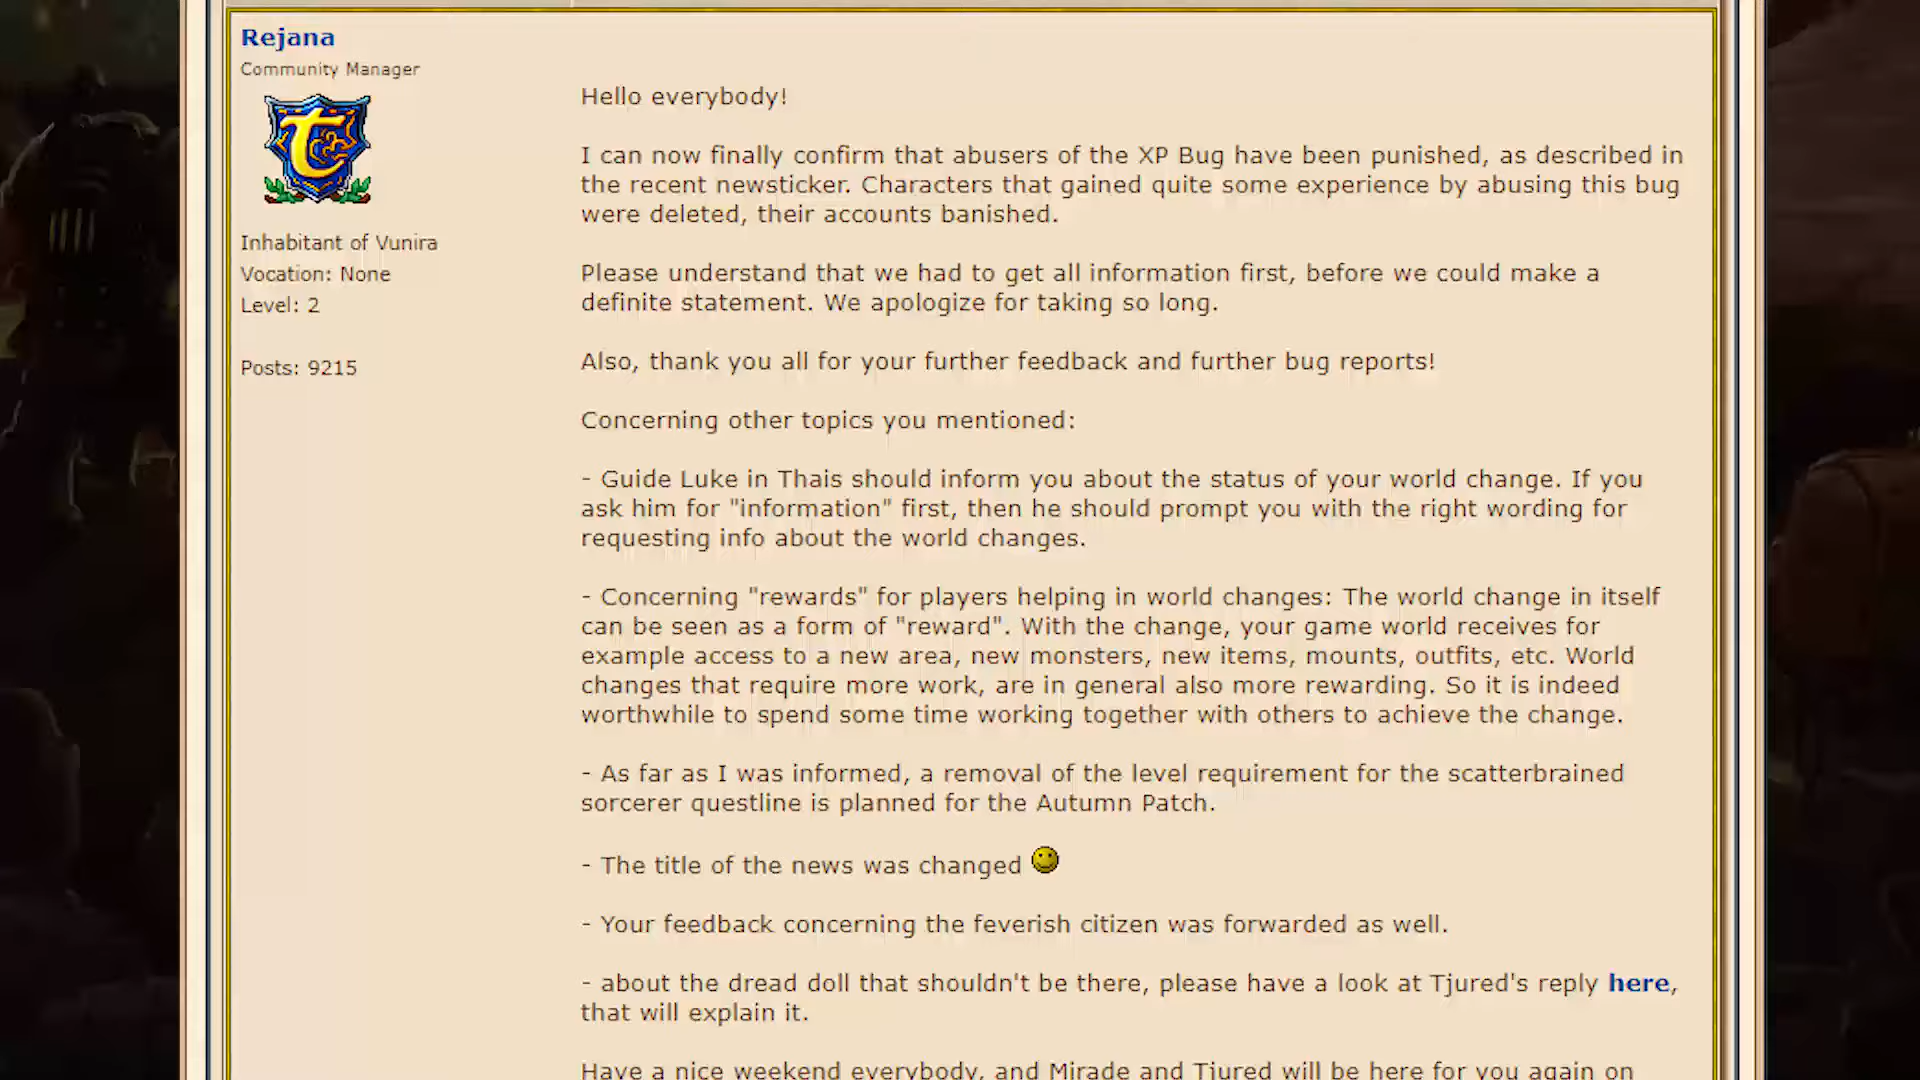 Rejana
Community Manager
Inhabitant of Vunira
Vocation: None
Level: 2
Posts: 9215
Hello everybody!
I can now finally confirm that abusers of the XP Bug have been punished, as described in
the recent newsticker. Characters that gained quite some experience by abusing this bug
were deleted, their accounts banished.
Please understand that we had to get all information first, before we could make a
definite statement. We apologize for taking so long.
Also, thank you all for your further feedback and further bug reports!
Concerning other topics you mentioned:
- Guide Luke in Thais should inform you about the status of your world change. If you
ask him for "information" first, then he should prompt you with the right wording for
requesting info about the world changes.
- Concerning "rewards" for players helping in world changes: The world change in itself
can be seen as a form of "reward". With the change, your game world receives for
example access to a new area, new monsters, new items, mounts, outfits, etc. World
changes that require more work, are in general also more rewarding. So it is indeed
worthwhile to spend some time working together with others to achieve the change.
- As far as I was informed, a removal of the level requirement for the scatterbrained
sorcerer questline is planned for the Autumn Patch.
- The title of the news was changed
- Your feedback concerning the feverish citizen was forwarded as well.
- about the dread doll that shouldn't be there, please have a look at Tjured's reply here,
that will explain it.
Have a nice weekend everybody, and Mirade and Tjured will be here for you again on